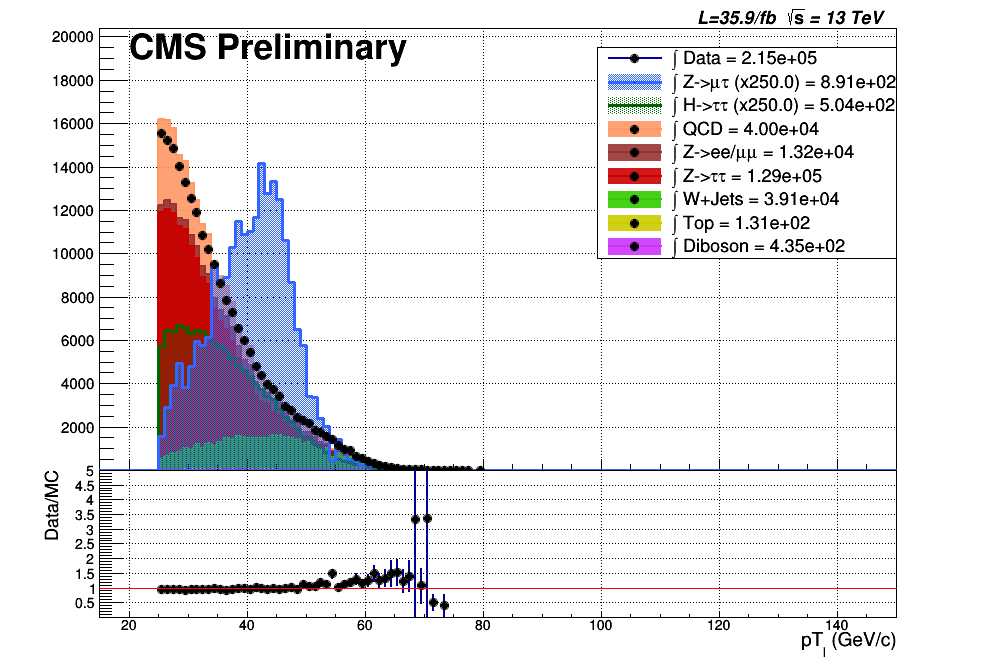 L=35.9/fb √s = 13 TeV
CMS Preliminary
∫ Data = 2.15e+05
∫ Z->μτ (x250.0) = 8.91e+02
∫ H->ττ (x250.0) = 5.04e+02
∫ QCD = 4.00e+04
∫ Z->ee/μμ = 1.32e+04
∫ Z->ττ = 1.29e+05
∫ W+Jets = 3.91e+04
∫ Top = 1.31e+02
∫ Diboson = 4.35e+02
20000
18000
16000
14000
12000
10000
8000
6000
4000
2000
Data/MC
5
4.5
4
3.5
3
2.5
2
1.5
1
0.5
20 40 60 80 100 120 140
pT_l (GeV/c)